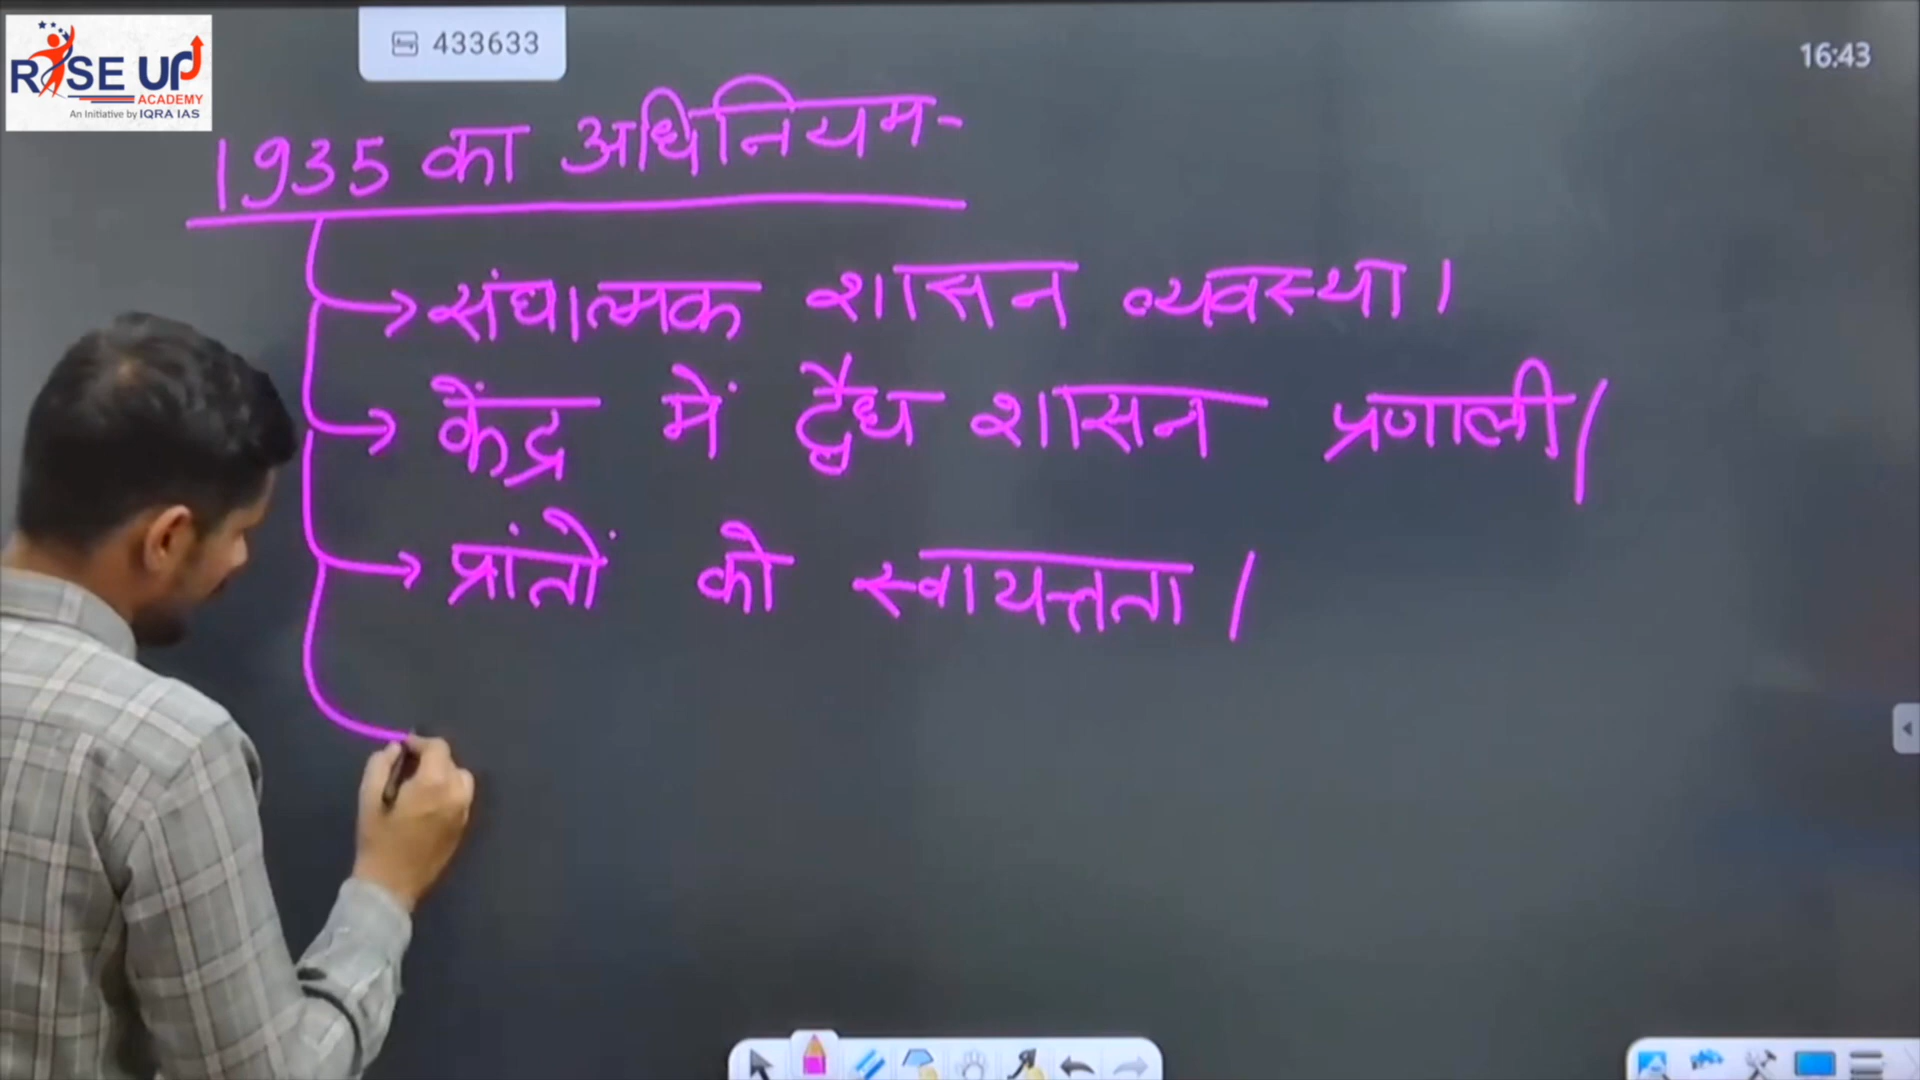 RISE UP
ACADEMY
An Initiative by IQRA IAS
433633
16:43
1935 का अधिनियम-
संघात्मक शासन व्यवस्था।
केंद्र में द्वैध शासन प्रणाली।
प्रांतों को स्वायत्तता।